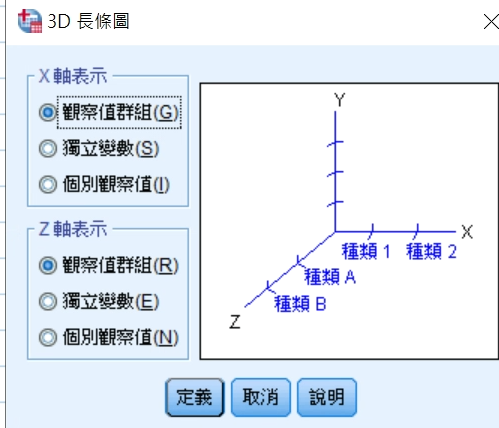 3D 長條圖
X 軸表示
觀察值群組(G)
獨立變數(S)
個別觀察值(I)
Z 軸表示
觀察值群組(R)
獨立變數(E)
個別觀察值(N)
Y
X
種類 1 種類 2
種類 A
種類 B
Z
定義 取消 說明